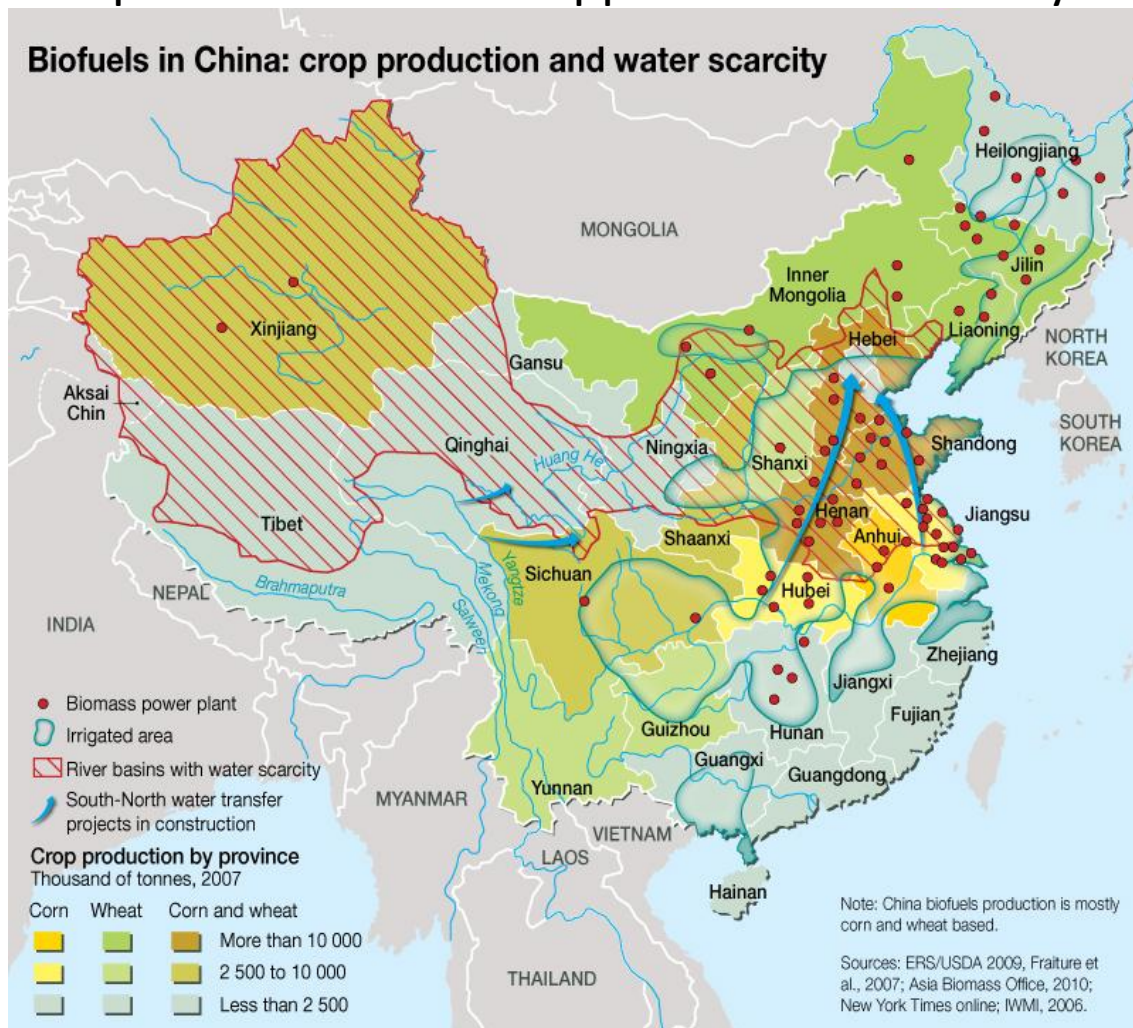 Biofuels in China: crop production and water scarcity
Heilongjiang
MONGOLIA
Jilin
Inner
Mongolia
Liaoning
Xinjiang
Hebei
NORTH
KOREA
Gansu
Aksai
Chin
SOUTH
KOREA
Qinghai
Ningxia
Shandong
Huang He
Shanxi
Tibet
Henan
Jiangsu
Shaanxi
Anhui
Sichuan
Yangtze
Mekong
Salween
Brahmaputra
NEPAL
Hubei
INDIA
Zhejiang
Jiangxi
Fujian
Guizhou
Hunan
Guangxi
Guangdong
Yunnan
MYANMAR
VIETNAM
LAOS
Hainan
THAILAND
Biomass power plant
Irrigated area
River basins with water scarcity
South-North water transfer
projects in construction
Crop production by province
Thousand of tonnes, 2007
Corn Wheat Corn and wheat
More than 10 000
2 500 to 10 000
Less than 2 500
Note: China biofuels production is mostly
corn and wheat based.
Sources: ERS/USDA 2009, Fraiture et
al., 2007; Asia Biomass Office, 2010;
New York Times online; IWMI, 2006.